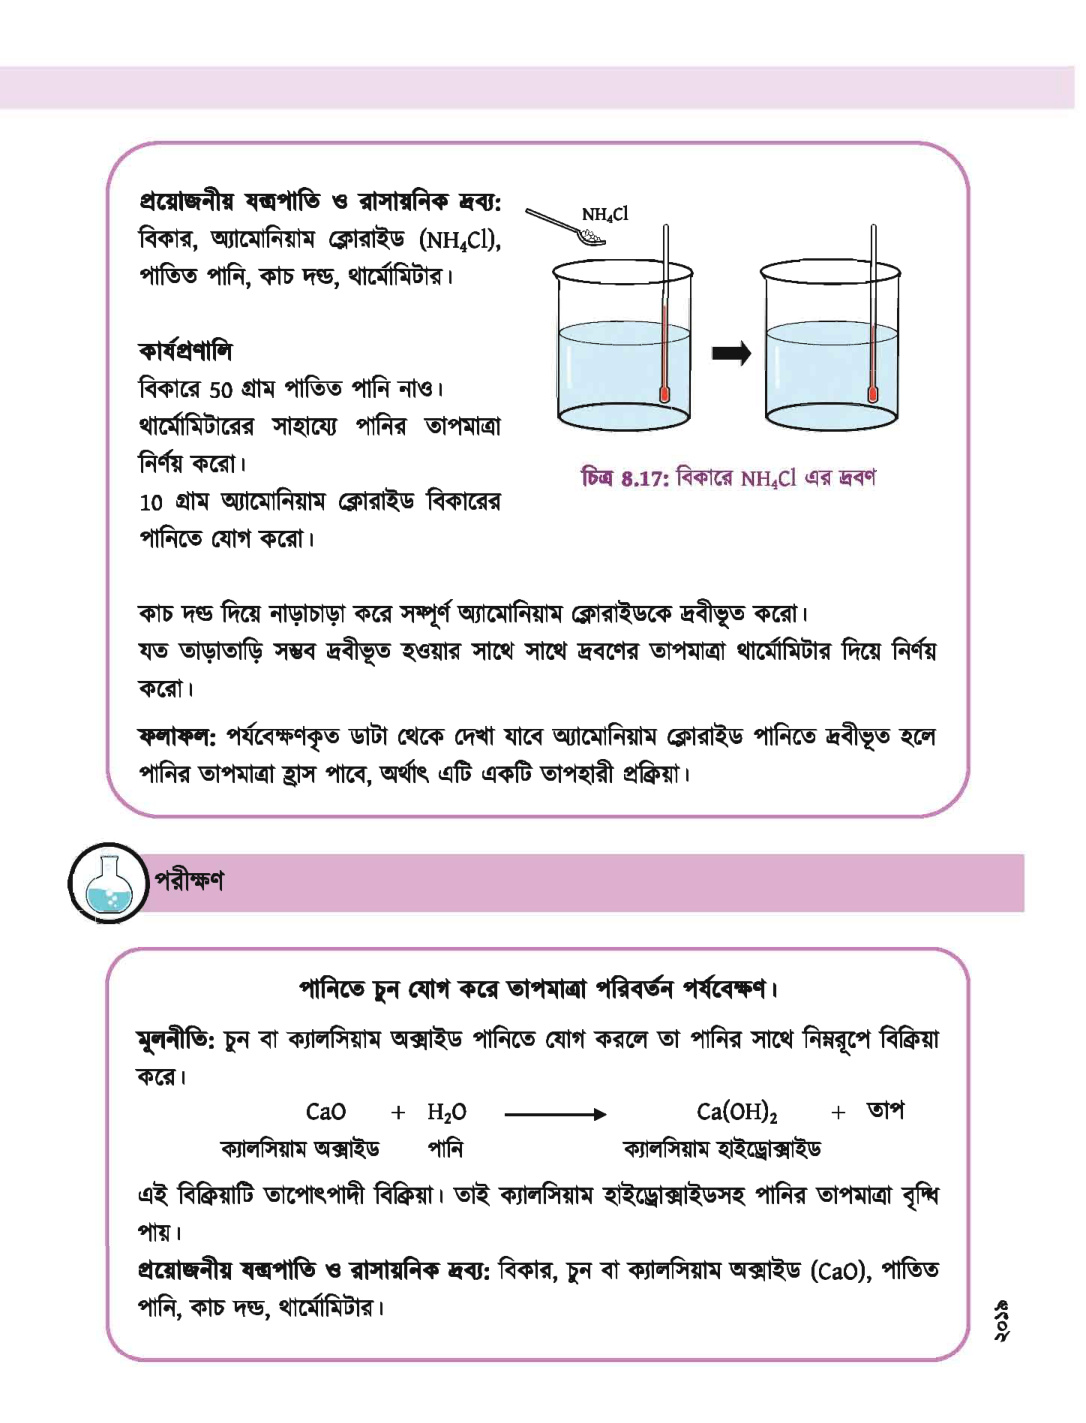 প্রয়োজনীয় যন্ত্রপাতি ও রাসায়নিক দ্রব্য:
বিকার, অ্যামোনিয়াম ক্লোরাইড (NH₄Cl),
পাতিত পানি, কাচ দন্ড, থার্মোমিটার।
কার্যপ্রণালি
বিকারে 50 গ্রাম পাতিত পানি নাও।
থার্মোমিটারের সাহায্যে পানির তাপমাত্রা
নির্ণয় করো।
10 গ্রাম অ্যামোনিয়াম ক্লোরাইড বিকারের
পানিতে যোগ করো।
NH₄Cl
চিত্র 8.17: বিকারে NH₄Cl এর দ্রবণ
কাচ দন্ড দিয়ে নাড়াচাড়া করে সম্পূর্ণ অ্যামোনিয়াম ক্লোরাইডকে দ্রবীভূত করো।
যত তাড়াতাড়ি সম্ভব দ্রবীভূত হওয়ার সাথে সাথে দ্রবণের তাপমাত্রা থার্মোমিটার দিয়ে নির্ণয়
করো।
ফলাফল: পর্যবেক্ষণকৃত ডাটা থেকে দেখা যাবে অ্যামোনিয়াম ক্লোরাইড পানিতে দ্রবীভূত হলে
পানির তাপমাত্রা হ্রাস পাবে, অর্থাৎ এটি একটি তাপহারী প্রক্রিয়া।
পরীক্ষণ
পানিতে চুন যোগ করে তাপমাত্রা পরিবর্তন পর্যবেক্ষণ।
মূলনীতি: চুন বা ক্যালসিয়াম অক্সাইড পানিতে যোগ করলে তা পানির সাথে নিম্নরূপে বিক্রিয়া
করে।
CaO + H₂O ⟶ Ca(OH)₂ + তাপ
ক্যালসিয়াম অক্সাইড পানি ক্যালসিয়াম হাইড্রোক্সাইড
এই বিক্রিয়াটি তাপোৎপাদী বিক্রিয়া। তাই ক্যালসিয়াম হাইড্রোক্সাইডসহ পানির তাপমাত্রা বৃদ্ধি
পায়।
প্রয়োজনীয় যন্ত্রপাতি ও রাসায়নিক দ্রব্য: বিকার, চুন বা ক্যালসিয়াম অক্সাইড (CaO), পাতিত
পানি, কাচ দন্ড, থার্মোমিটার।
২০১৯